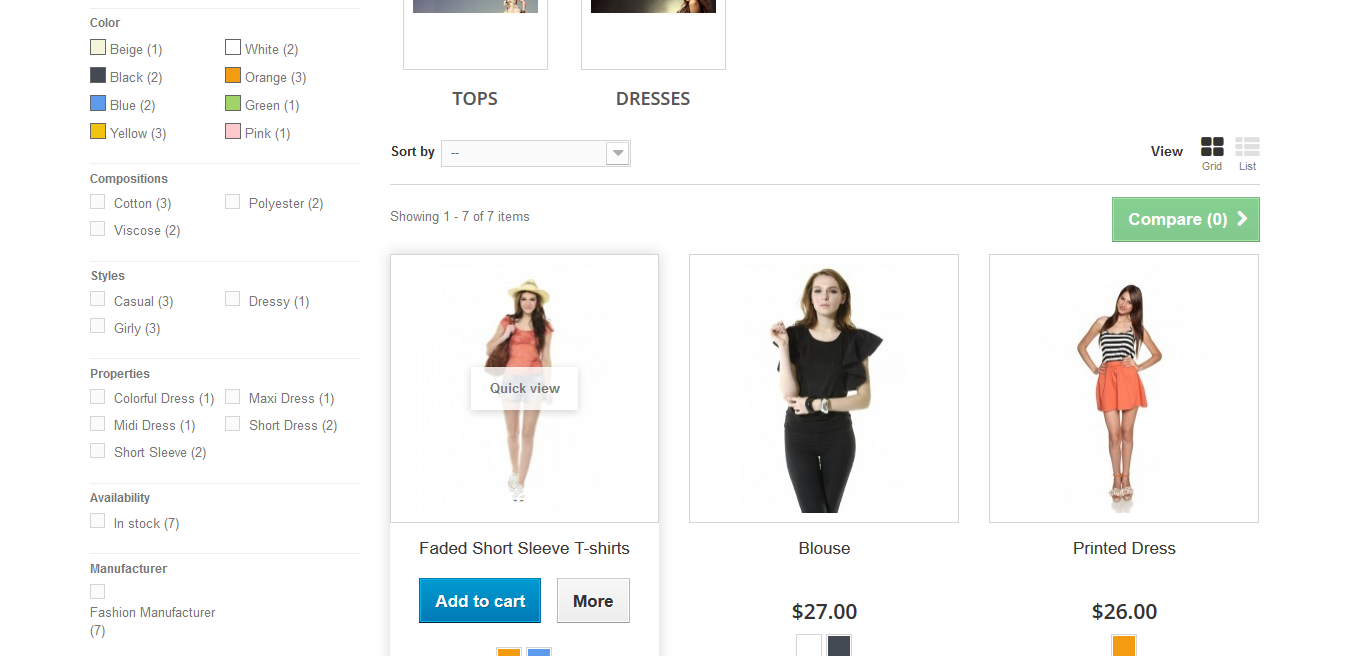 Color
Beige (1)
White (2)
Black (2)
Orange (3)
Blue (2)
Green (1)
Yellow (3)
Pink (1)
Compositions
Cotton (3)
Polyester (2)
Viscose (2)
Styles
Casual (3)
Dressy (1)
Girly (3)
Properties
Colorful Dress (1)
Maxi Dress (1)
Midi Dress (1)
Short Dress (2)
Short Sleeve (2)
Availability
In stock (7)
Manufacturer
Fashion Manufacturer
(7)
TOPS
DRESSES
Sort by
--
View
Grid
List
Showing 1 - 7 of 7 items
Compare (0)
Quick view
Faded Short Sleeve T-shirts
Add to cart
More
Blouse
$27.00
Printed Dress
$26.00